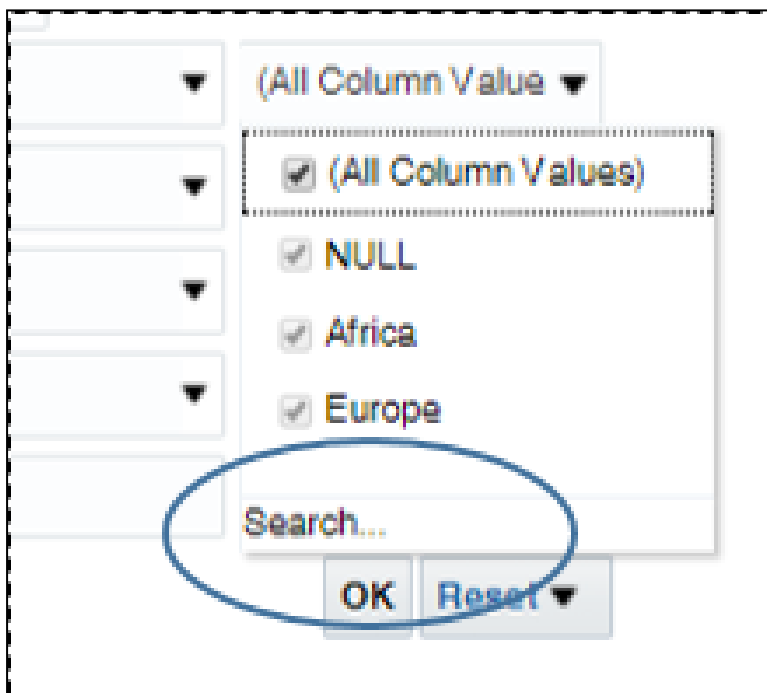 (All Column Value
(All Column Values)
NULL
Africa
Europe
Search...
OK Reset